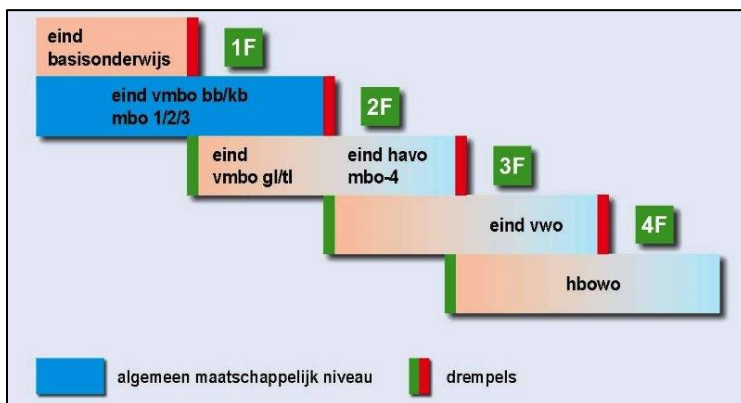 eind
basisonderwijs
1F
eind vmbo bb/kb
mbo 1/2/3
2F
eind
vmbo gl/tl
eind havo
mbo-4
3F
eind vwo
4F
hbowo
algemeen maatschappelijk niveau
drempels